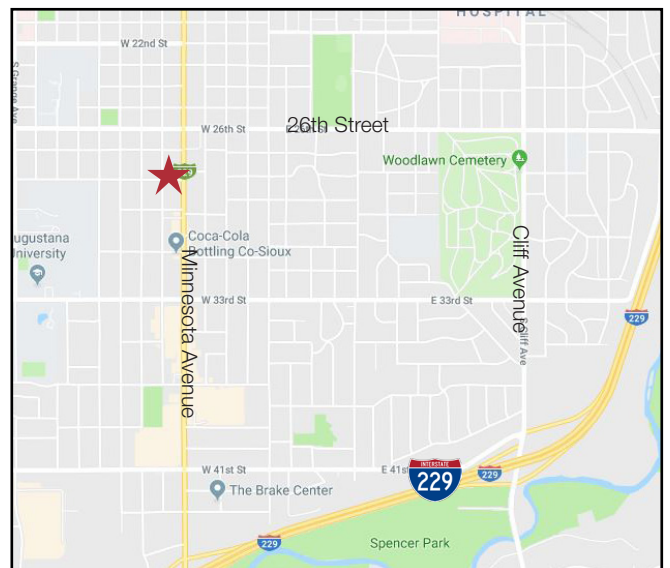 HOSPITAL
W 22nd St
S Grange Ave
26th Street
W 26th St
E 26th St
Woodlawn Cemetery
Coca-Cola
Bottling Co-Sioux
ugustana
University
Minnesota Avenue
Cliff Avenue
W 33rd St
E 33rd St
229
S Cliff Ave
W 41st St
E 41st
INTERSTATE
229
229
The Brake Center
229
Spencer Park